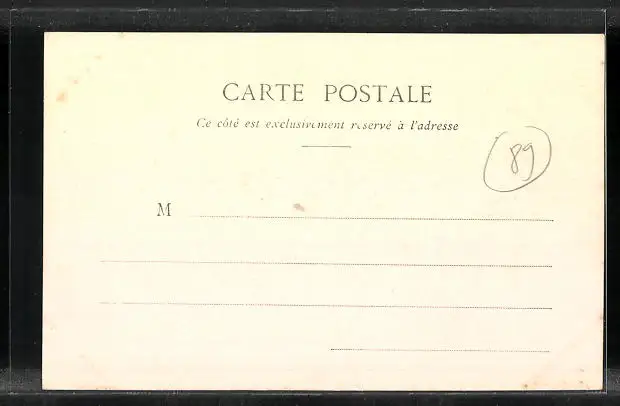 CARTE POSTALE
Ce côté est exclusivement réservé à l'adresse
89
M